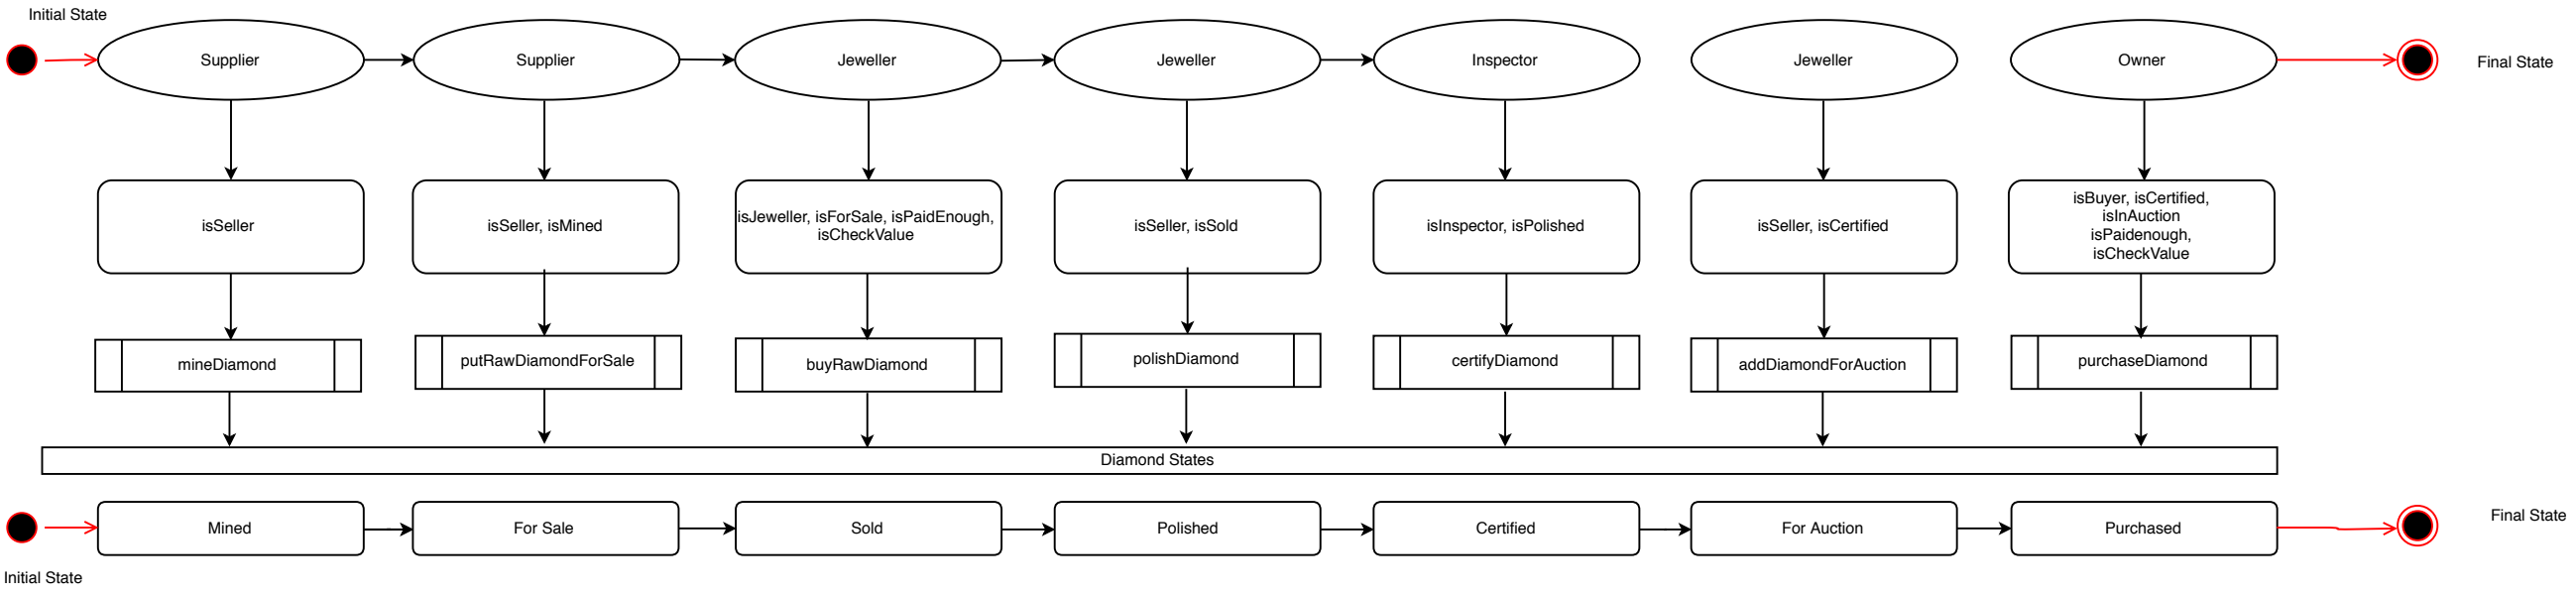 Initial State
Supplier
Supplier
Jeweller
Jeweller
Inspector
Jeweller
Owner
Final State
isSeller
isSeller, isMined
isJeweller, isForSale, isPaidEnough,
isCheckValue
isSeller, isSold
isInspector, isPolished
isSeller, isCertified
isBuyer, isCertified,
isInAuction
isPaidenough,
isCheckValue
mineDiamond
putRawDiamondForSale
buyRawDiamond
polishDiamond
certifyDiamond
addDiamondForAuction
purchaseDiamond
Diamond States
Mined
For Sale
Sold
Polished
Certified
For Auction
Purchased
Final State
Initial State